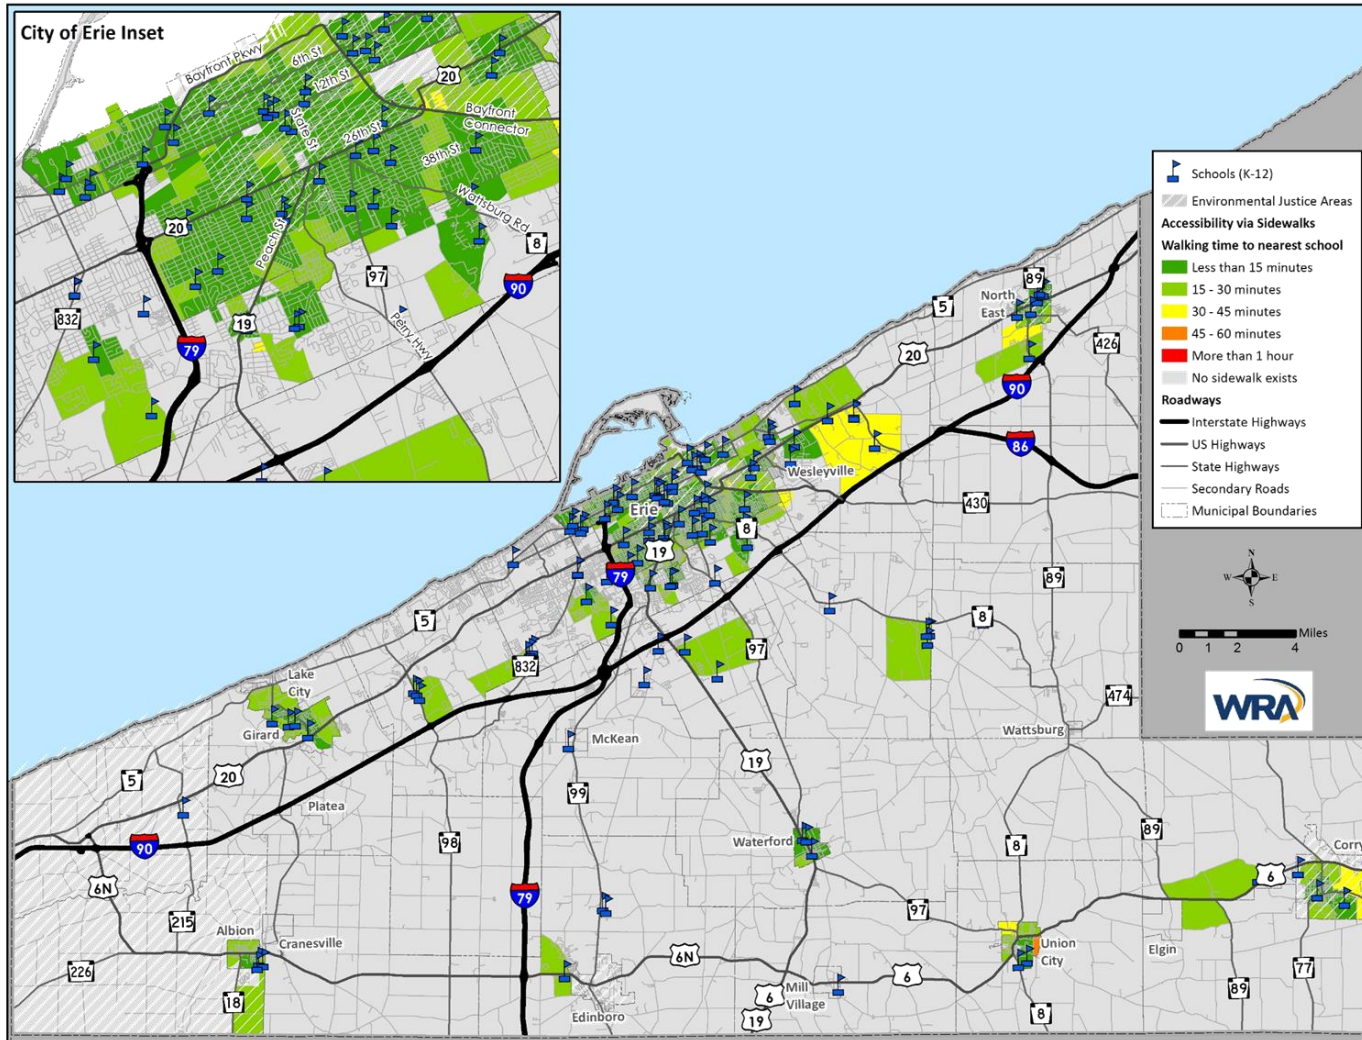 City of Erie Inset
Bayfront Pkwy
6th St
12th St
State St
26th St
38th St
20
Bayfront
Connector
Wattsburg Rd
8
90
20
Peach St
97
Perry Hwy
832
19
79
Schools (K-12)
Environmental Justice Areas
Accessibility via Sidewalks
Walking time to nearest school
Less than 15 minutes
15 - 30 minutes
30 - 45 minutes
45 - 60 minutes
More than 1 hour
No sidewalk exists
Roadways
Interstate Highways
US Highways
State Highways
Secondary Roads
Municipal Boundaries
N
W E
S
Miles
0 1 2 4
WRA
North
East
89
5
20
426
90
86
Wesleyville
430
Erie
8
19
79
89
5
8
97
832
474
Lake
City
Girard
McKean
Wattsburg
5
20
19
99
Platea
90
98
Waterford
8
89
Corry
6
6N
79
97
215
Albion
Cranesville
Union
City
Elgin
226
6N
6
77
18
Mill
Village
6
89
Edinboro
19
8